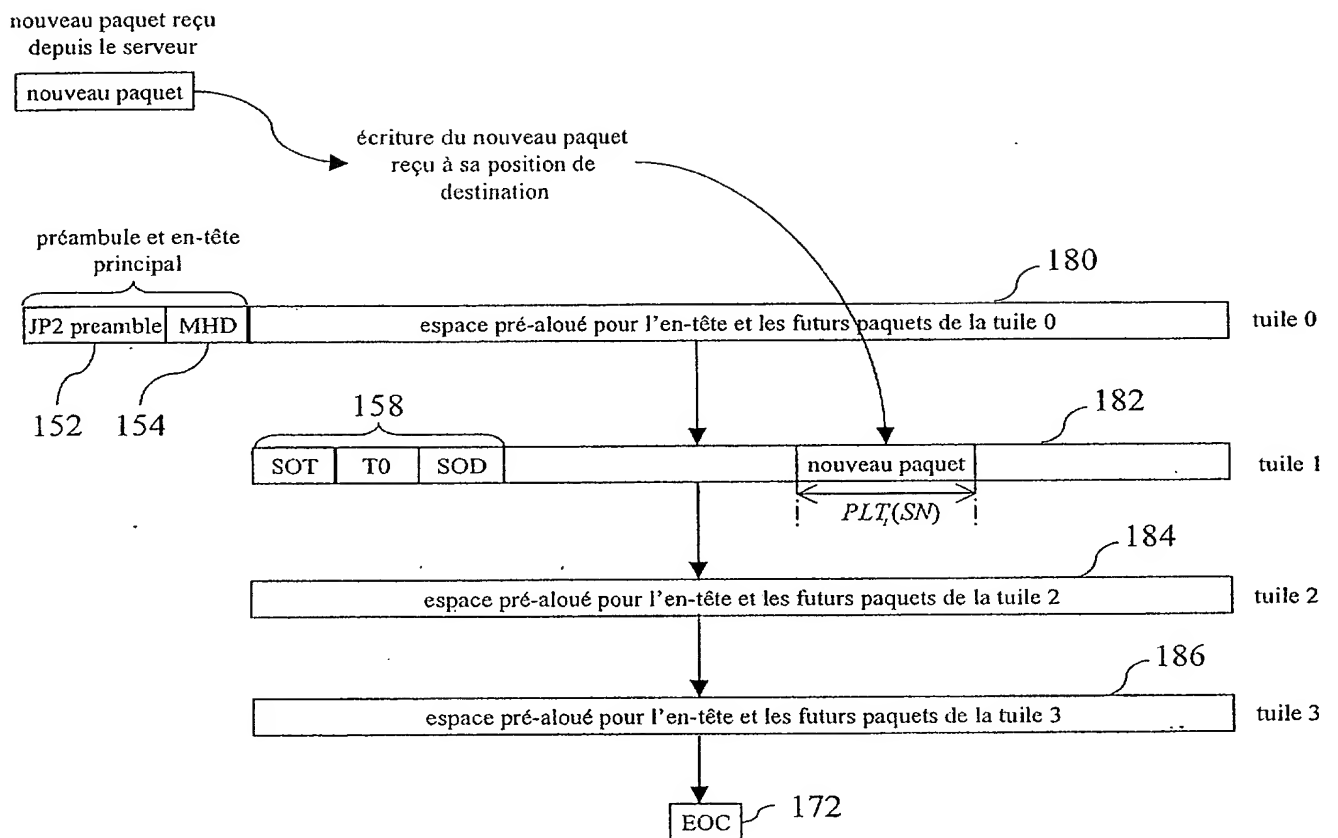 nouveau paquet reçu
depuis le serveur
nouveau paquet
écriture du nouveau paquet
reçu à sa position de
destination
préambule et en-tête
principal
180
JP2 preamble
MHD
espace pré-aloué pour l'en-tête et les futurs paquets de la tuile 0
tuile 0
152
154
158
182
SOT
T0
SOD
nouveau paquet
tuile 1
PLTi(SN)
184
espace pré-aloué pour l'en-tête et les futurs paquets de la tuile 2
tuile 2
186
espace pré-aloué pour l'en-tête et les futurs paquets de la tuile 3
tuile 3
EOC
172